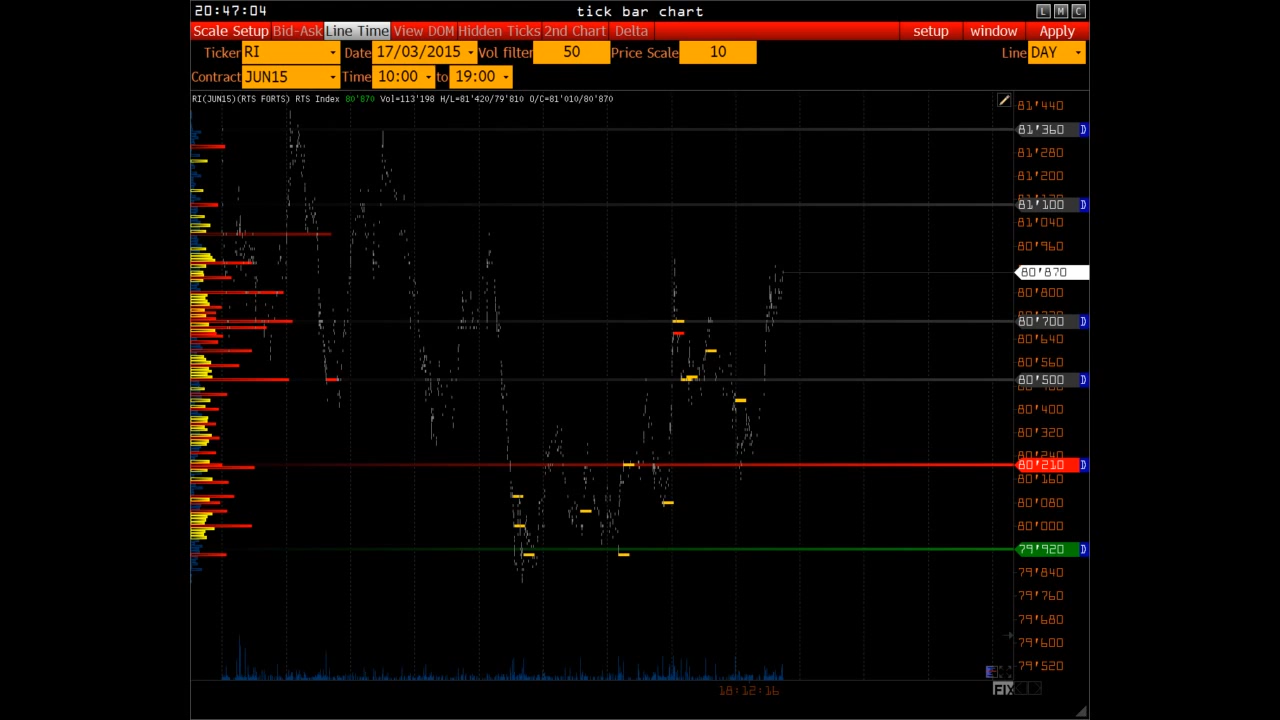 20:47:04 tick bar chart L M C
Scale Setup Bid-Ask Line Time View DOM Hidden Ticks 2nd Chart Delta setup window Apply
Ticker RI Date 17/03/2015 Vol filter 50 Price Scale 10 Line DAY
Contract JUN15 Time 10:00 to 19:00
RI(JUN15)(RTS FORTS) RTS Index 80'870 Vol=113'198 H/L=81'420/79'810 O/C=81'010/80'870
81'440
81'360 D
81'280
81'200
81'100 D
81'040
80'960
80'870
80'800
80'700 D
80'640
80'560
80'500 D
80'400
80'320
80'210 D
80'160
80'080
80'000
79'920 D
79'840
79'760
79'680
79'600
79'520
18:12:16
FIX